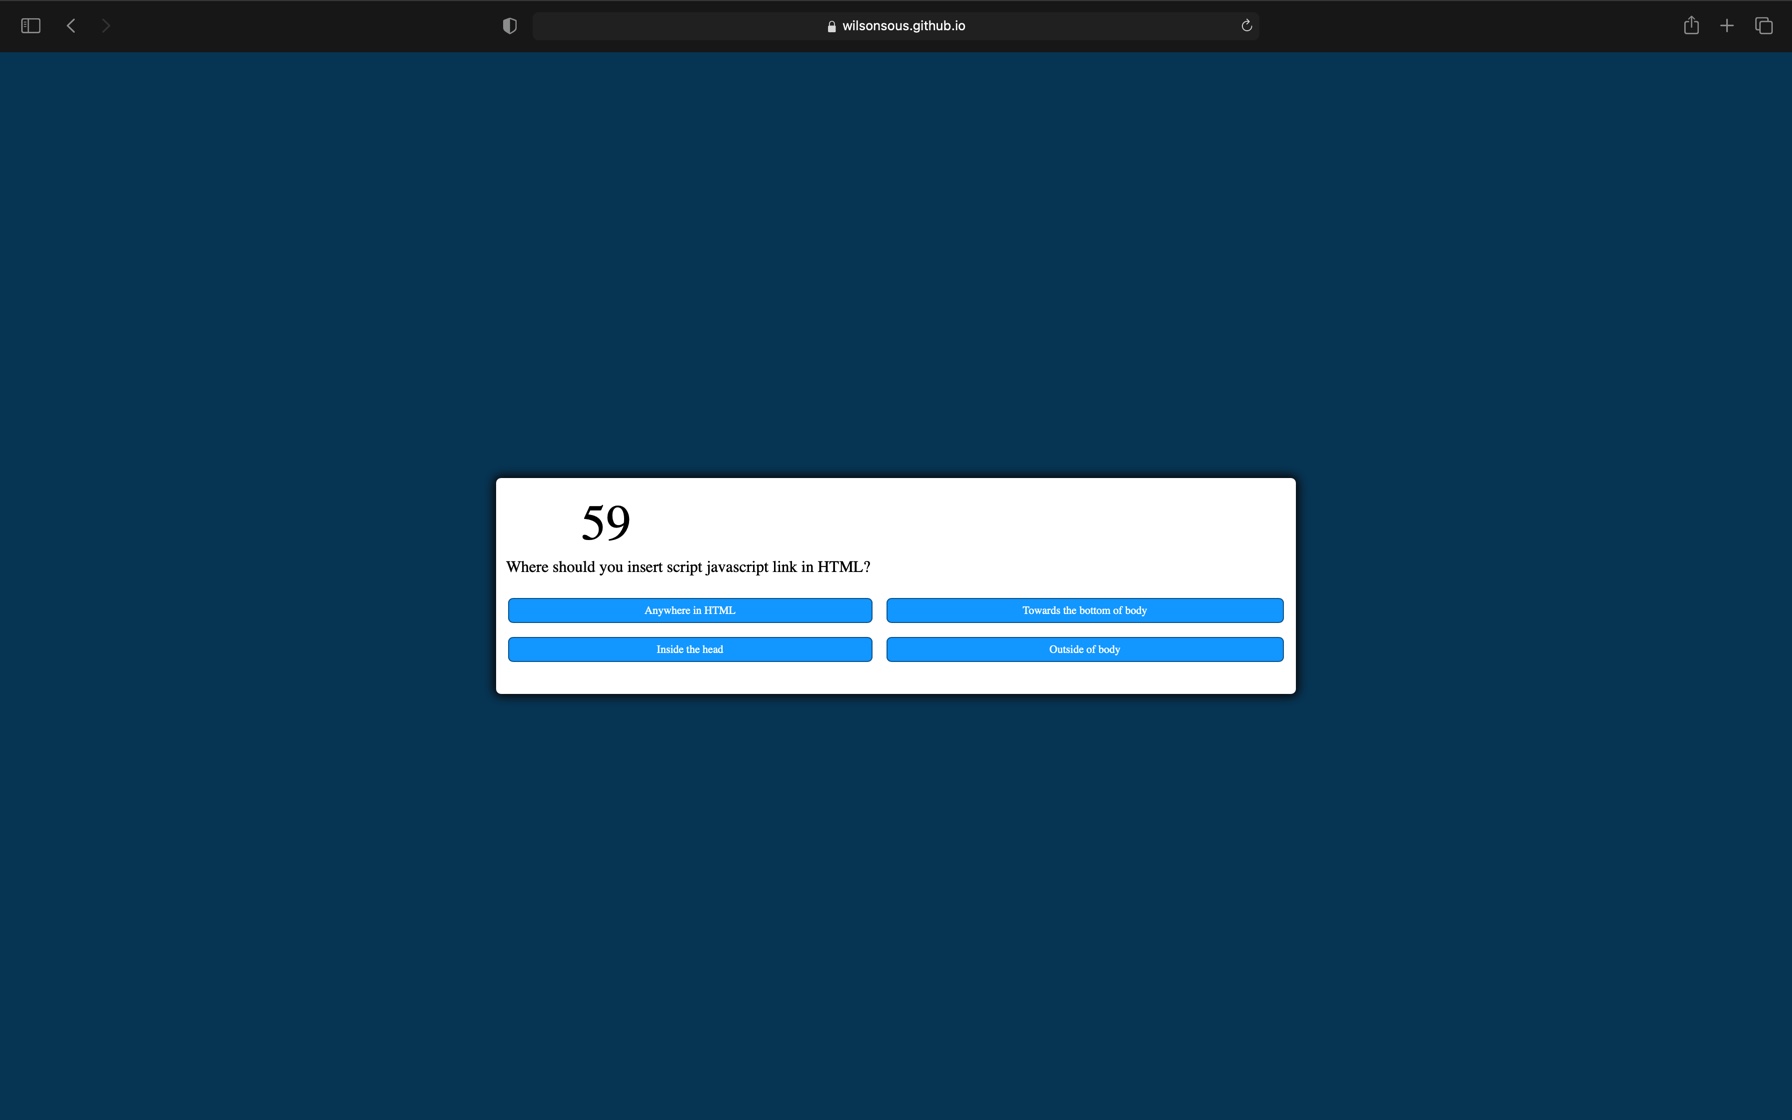 wilsonsous.github.io
59
Where should you insert script javascript link in HTML?
Anywhere in HTML
Towards the bottom of body
Inside the head
Outside of body